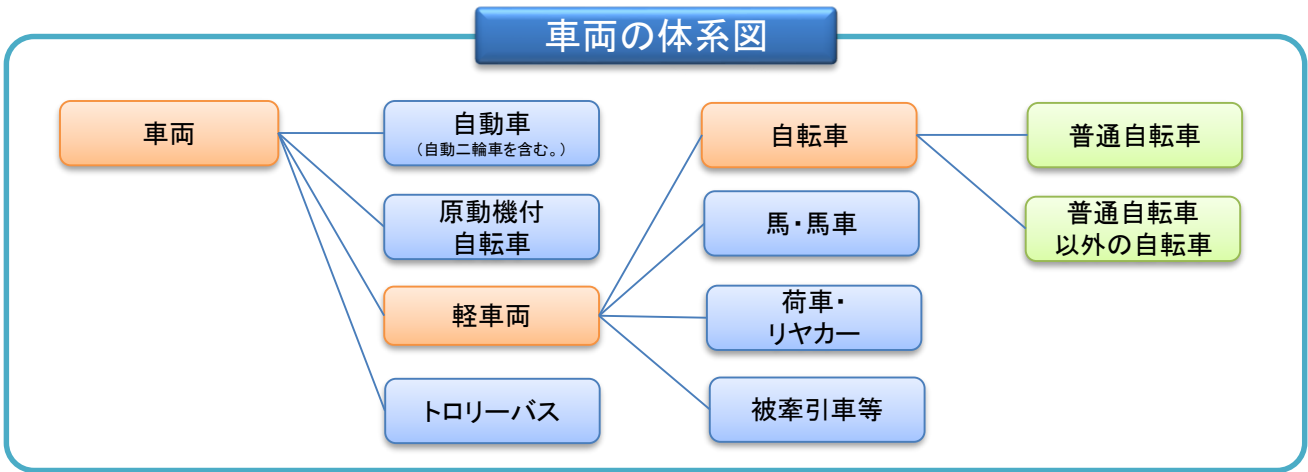 車両の体系図
車両
自動車
（自動二輪車を含む。）
原動機付
自転車
軽車両
トロリーバス
自転車
馬・馬車
荷車・
リヤカー
被牽引車等
普通自転車
普通自転車
以外の自転車